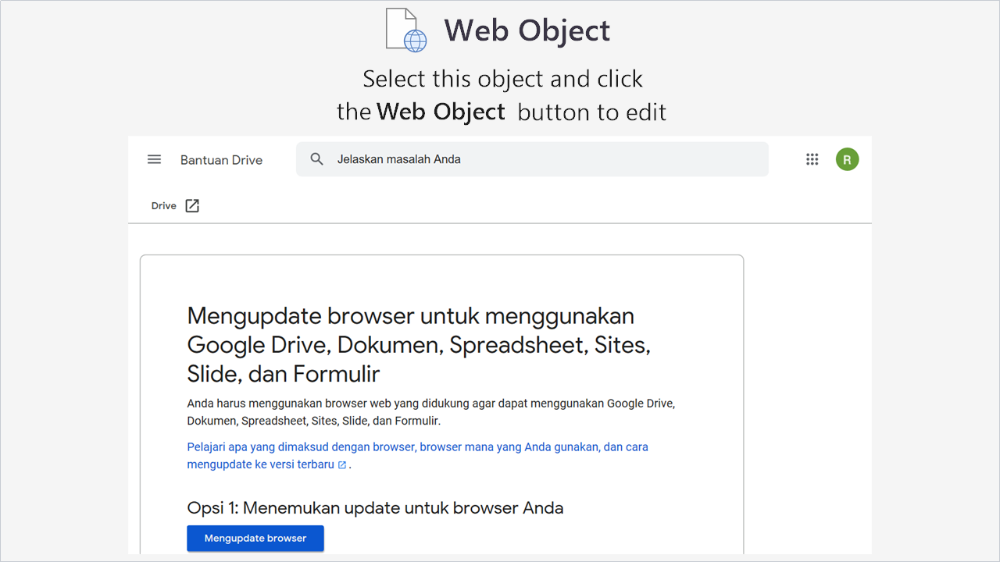 Web Object
Select this object and click
the Web Object button to edit
Bantuan Drive
Jelaskan masalah Anda
R
Drive
Mengupdate browser untuk menggunakan
Google Drive, Dokumen, Spreadsheet, Sites,
Slide, dan Formulir
Anda harus menggunakan browser web yang didukung agar dapat menggunakan Google Drive,
Dokumen, Spreadsheet, Sites, Slide, dan Formulir.
Pelajari apa yang dimaksud dengan browser, browser mana yang Anda gunakan, dan cara
mengupdate ke versi terbaru .
Opsi 1: Menemukan update untuk browser Anda
Mengupdate browser